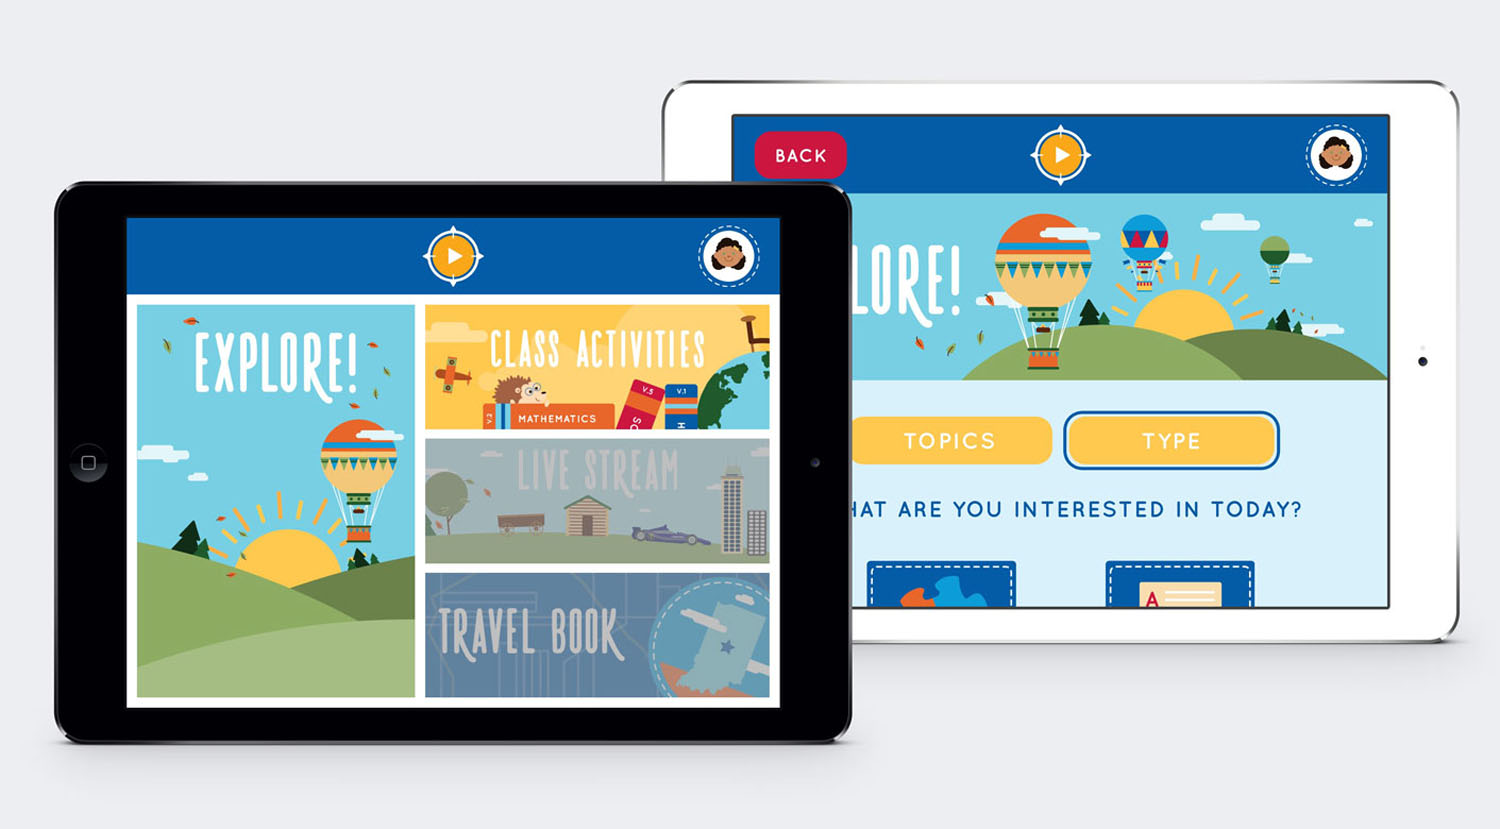 EXPLORE!
CLASS ACTIVITIES
V.2
MATHEMATICS
V.5
V.1
LIVE STREAM
TRAVEL BOOK
BACK
LORE!
TOPICS
TYPE
HAT ARE YOU INTERESTED IN TODAY?
A